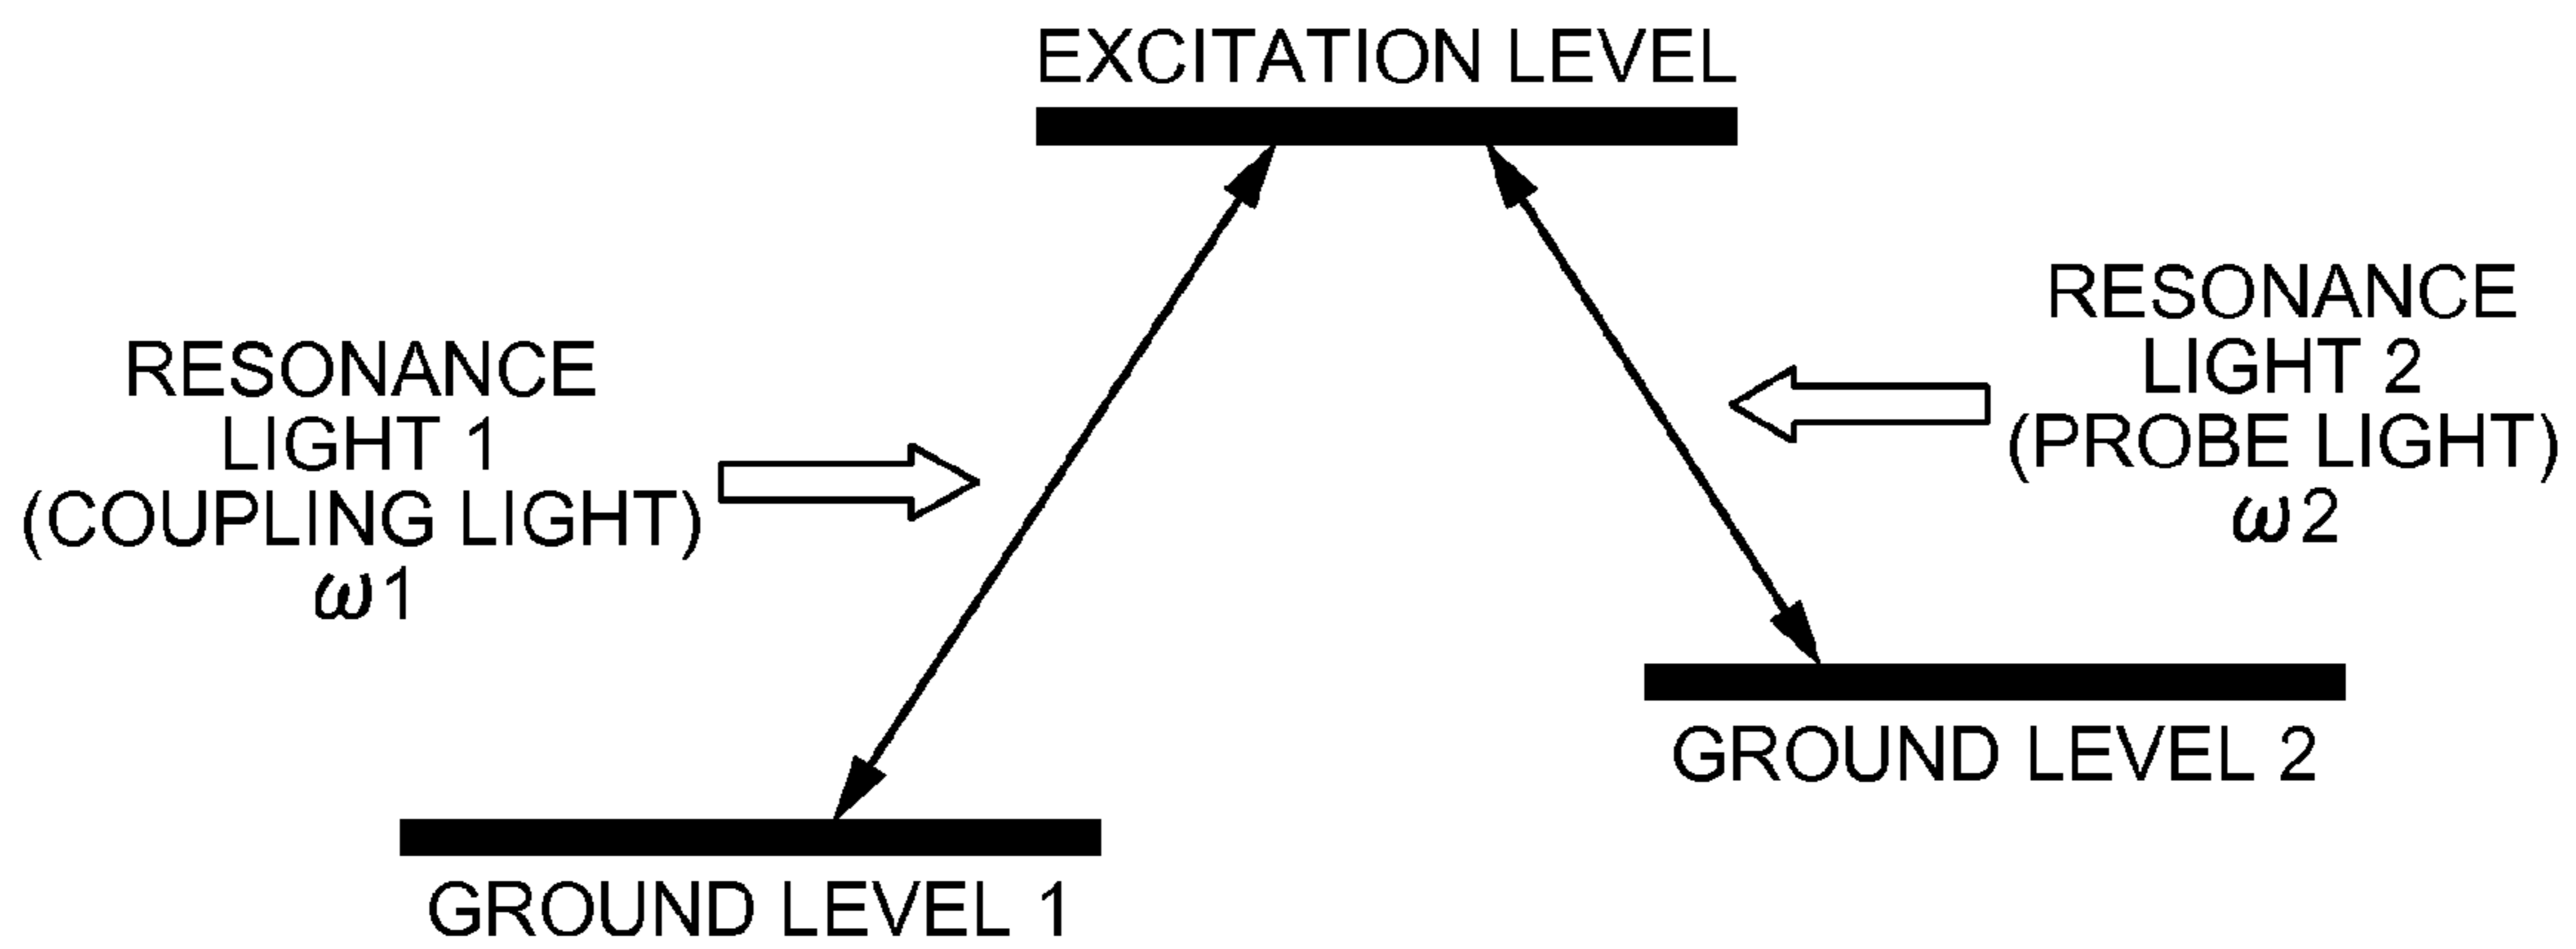 EXCITATION LEVEL
RESONANCE
LIGHT 1
(COUPLING LIGHT)
ω1
RESONANCE
LIGHT 2
(PROBE LIGHT)
ω2
GROUND LEVEL 2
GROUND LEVEL 1